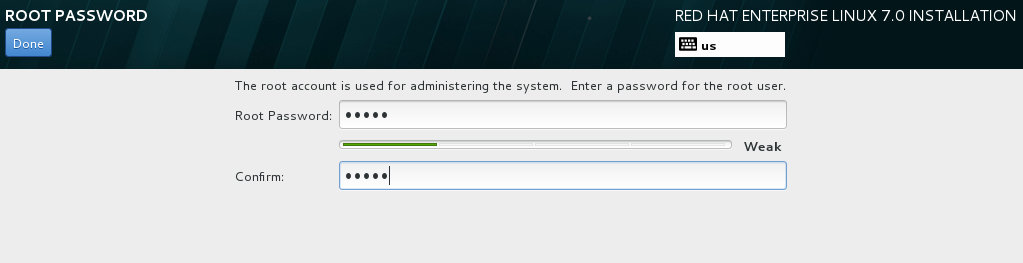 ROOT PASSWORD
RED HAT ENTERPRISE LINUX 7.0 INSTALLATION
Done
us
The root account is used for administering the system.  Enter a password for the root user.
Root Password: •••••
Weak
Confirm: •••••